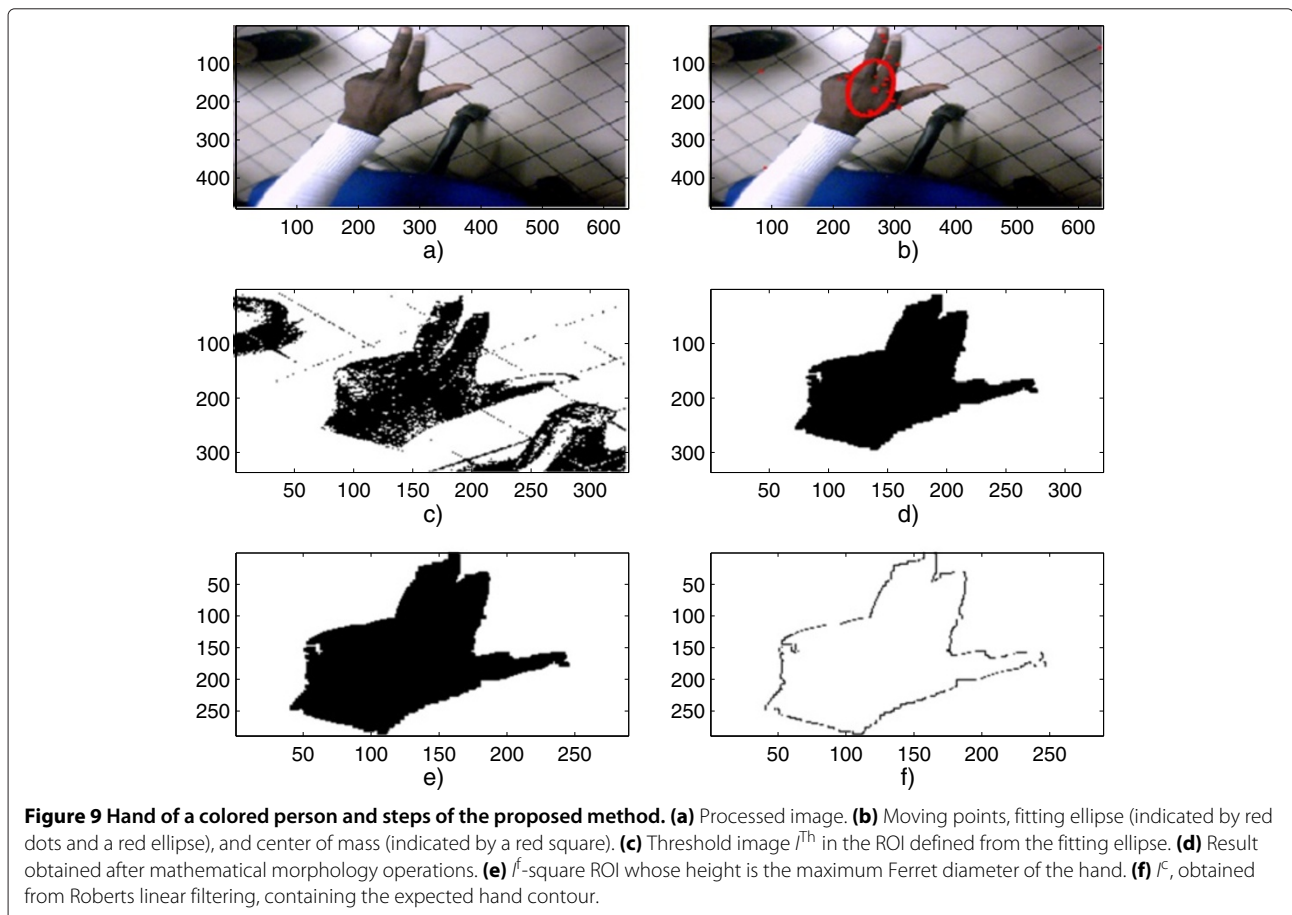 100
200
300
400
100 200 300 400 500 600
a)
100
200
300
400
100 200 300 400 500 600
b)
100
200
300
50 100 150 200 250 300
c)
100
200
300
50 100 150 200 250 300
d)
50
100
150
200
250
50 100 150 200 250
e)
50
100
150
200
250
50 100 150 200 250
f)
Figure 9 Hand of a colored person and steps of the proposed method. (a) Processed image. (b) Moving points, fitting ellipse (indicated by red
dots and a red ellipse), and center of mass (indicated by a red square). (c) Threshold image I^Th in the ROI defined from the fitting ellipse. (d) Result
obtained after mathematical morphology operations. (e) I^f-square ROI whose height is the maximum Ferret diameter of the hand. (f) I^c, obtained
from Roberts linear filtering, containing the expected hand contour.